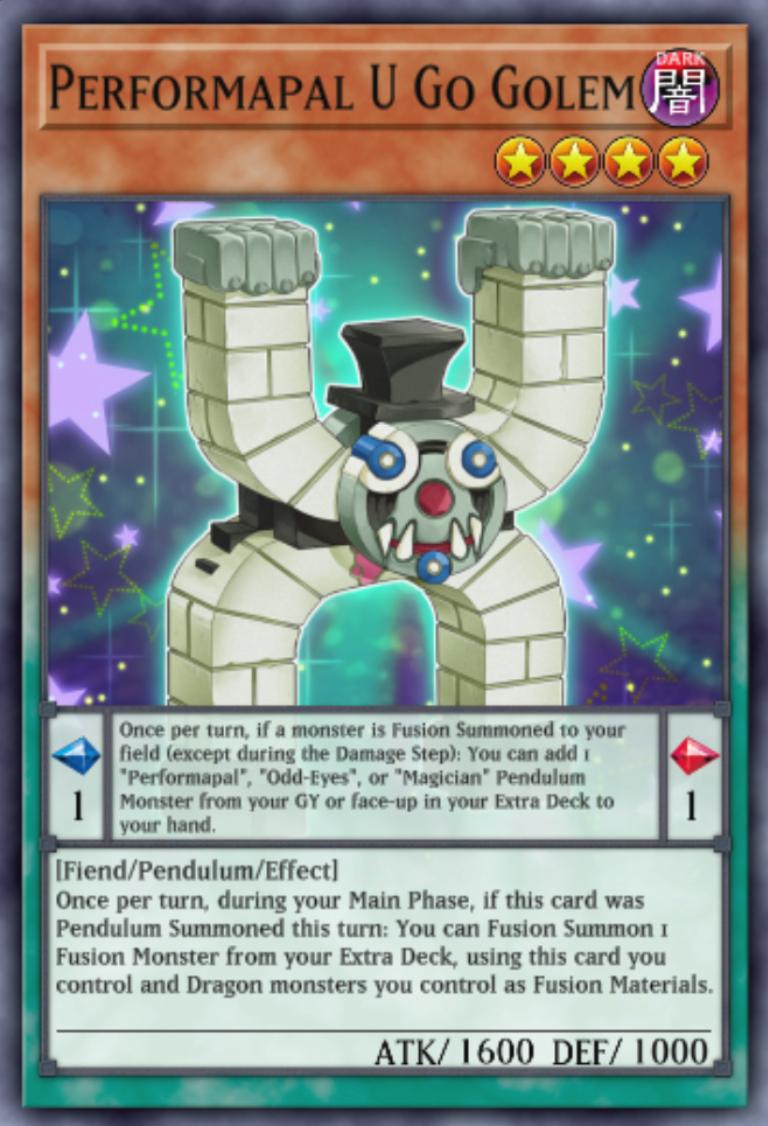 PERFORMAPAL U GO GOLEM
DARK
闇
Once per turn, if a monster is Fusion Summoned to your
field (except during the Damage Step): You can add 1
"Performapal", "Odd-Eyes", or "Magician" Pendulum
Monster from your GY or face-up in your Extra Deck to
your hand.
1
1
[Fiend/Pendulum/Effect]
Once per turn, during your Main Phase, if this card was
Pendulum Summoned this turn: You can Fusion Summon 1
Fusion Monster from your Extra Deck, using this card you
control and Dragon monsters you control as Fusion Materials.
ATK/ 1600 DEF/ 1000